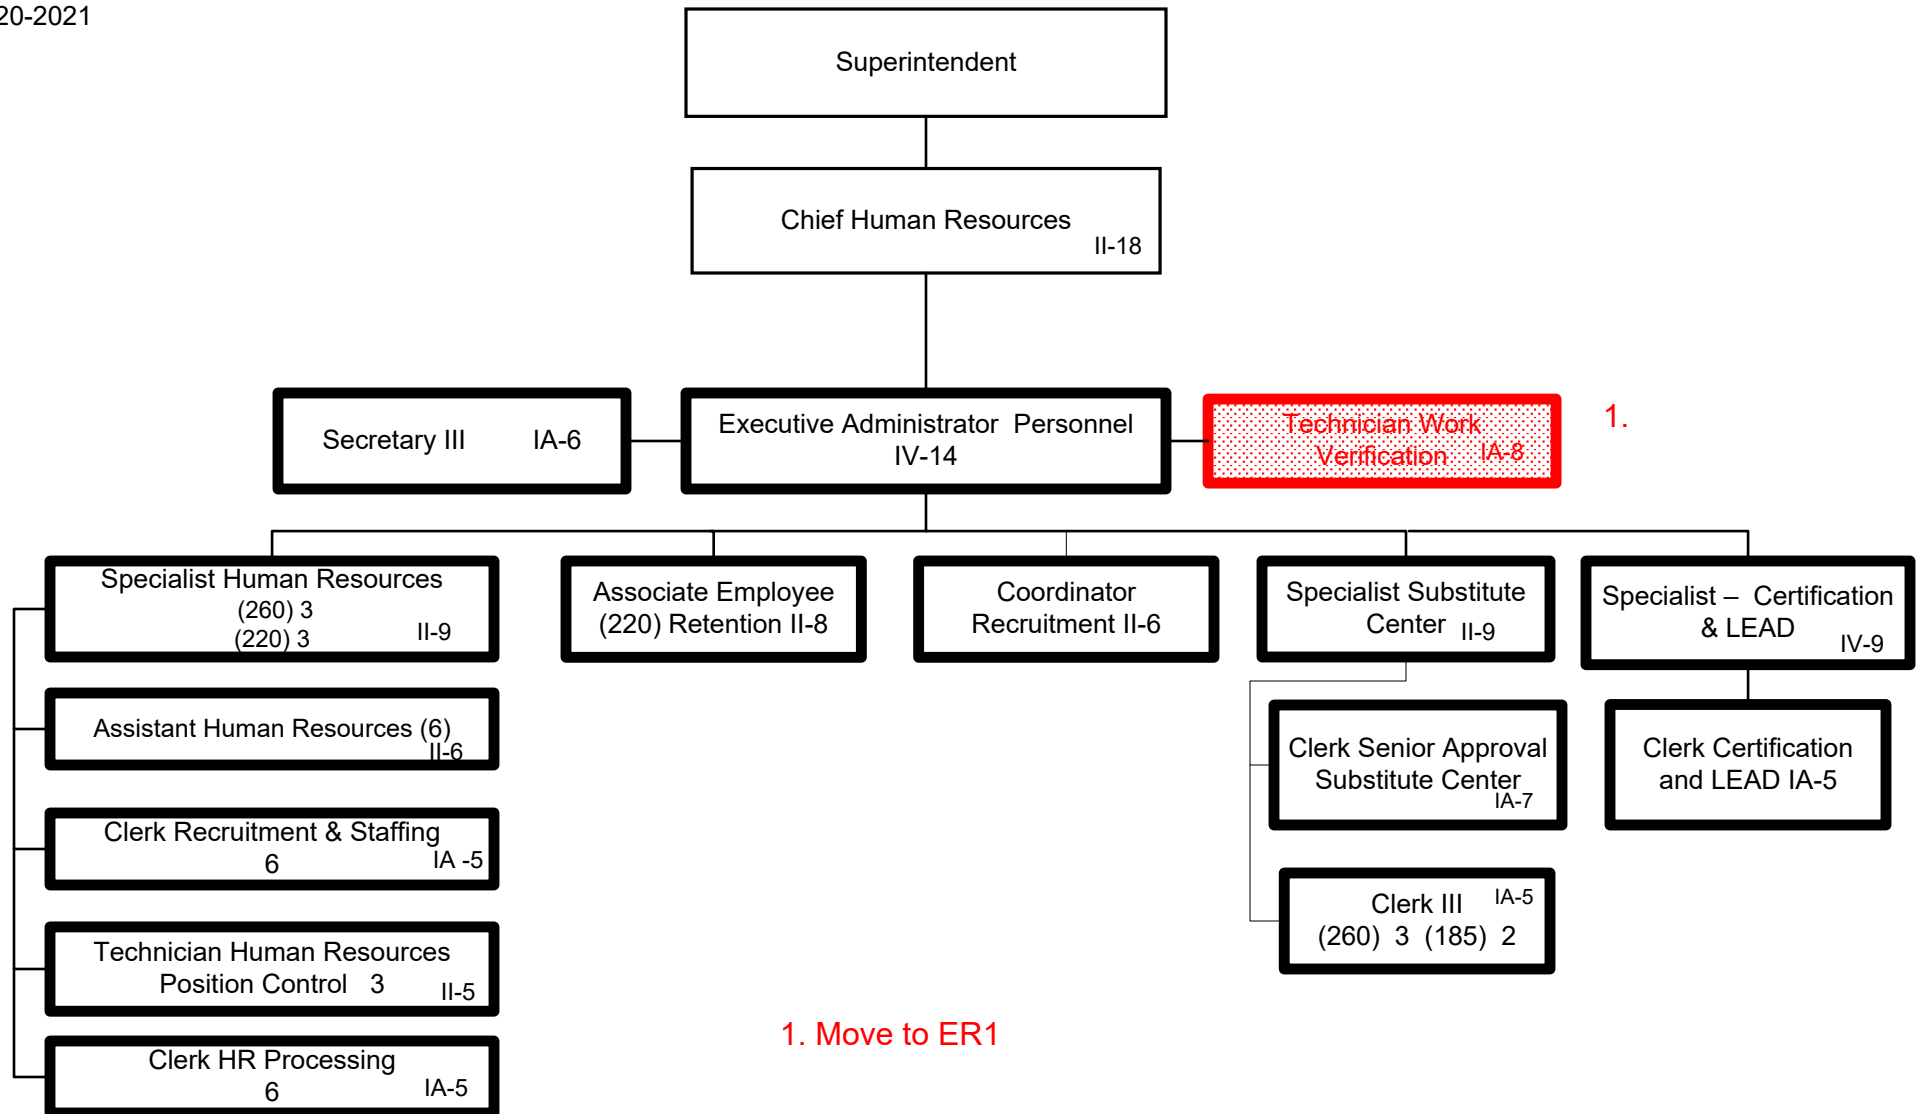 20-2021
Superintendent
Chief Human Resources
II-18
Secretary III IA-6
Executive Administrator Personnel
IV-14
Technician Work
Verification IA-8
1.
Specialist Human Resources
(260) 3
(220) 3
II-9
Associate Employee
(220) Retention II-8
Coordinator
Recruitment II-6
Specialist Substitute
Center II-9
Specialist – Certification
& LEAD
IV-9
Assistant Human Resources (6)
II-6
Clerk Senior Approval
Substitute Center
IA-7
Clerk Certification
and LEAD IA-5
Clerk Recruitment & Staffing
6 IA -5
Clerk III IA-5
(260) 3 (185) 2
Technician Human Resources
Position Control 3 II-5
1. Move to ER1
Clerk HR Processing
6 IA-5